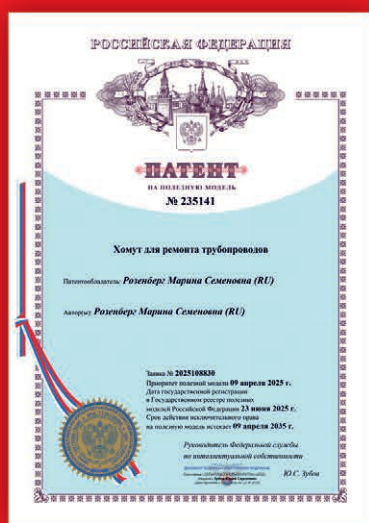 РОССИЙСКАЯ ФЕДЕРАЦИЯ
ПАТЕНТ
НА ПОЛЕЗНУЮ МОДЕЛЬ
№ 235141
Хомут для ремонта трубопроводов
Патентообладатель: Розенберг Марина Семеновна (RU)
Автор(ы): Розенберг Марина Семеновна (RU)
Заявка № 2025108830
Приоритет полезной модели 09 апреля 2025 г.
Дата государственной регистрации
в Государственном реестре полезных
моделей Российской Федерации 23 июня 2025 г.
Срок действия исключительного права
на полезную модель истекает 09 апреля 2035 г.
Руководитель Федеральной службы
по интеллектуальной собственности
Ю.С. Зубов